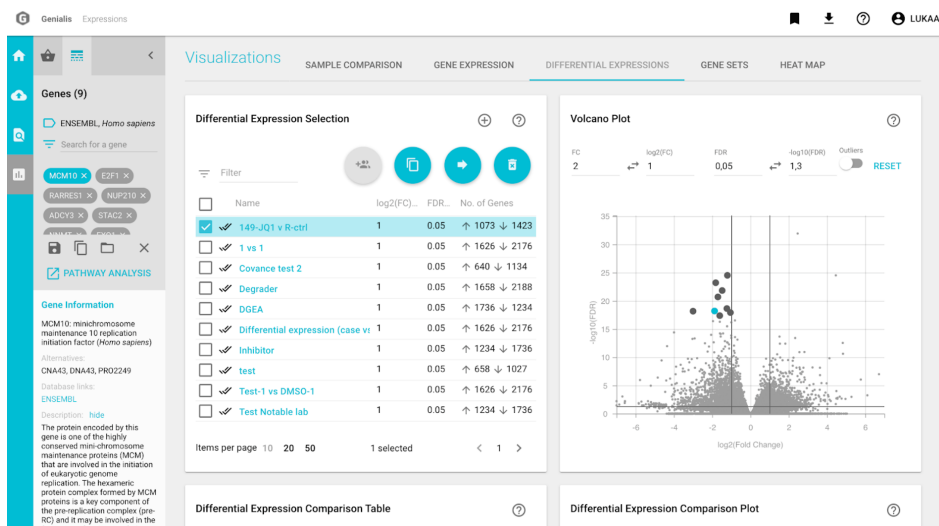 Genialis Expressions
LUKAA
Visualizations
SAMPLE COMPARISON GENE EXPRESSION DIFFERENTIAL EXPRESSIONS GENE SETS HEAT MAP
Genes (9)
ENSEMBL, Homo sapiens
Search for a gene
MCM10 × E2F1 ×
RARRES1 × NUP210 ×
ADCY3 × STAC2 ×
PATHWAY ANALYSIS
Gene Information
MCM10: minichromosome
maintenance 10 replication
initiation factor (Homo sapiens)
Alternatives:
CNA43, DNA43, PRO2249
Database links:
ENSEMBL
Description: hide
The protein encoded by this
gene is one of the highly
conserved mini-chromosome
maintenance proteins (MCM)
that are involved in the initiation
of eukaryotic genome
replication. The hexameric
protein complex formed by MCM
proteins is a key component of
the pre-replication complex (pre-
RC) and it may be involved in the
Differential Expression Selection
Filter
Name log2(FC)... FDR... No. of Genes
149-JQ1 v R-ctrl 1 0.05 ↑ 1073 ↓ 1423
1 vs 1 1 0.05 ↑ 1626 ↓ 2176
Covance test 2 1 0.05 ↑ 640 ↓ 1134
Degrader 1 0.05 ↑ 1658 ↓ 2188
DGEA 1 0.05 ↑ 1736 ↓ 1234
Differential expression (case vs 1 0.05 ↑ 1626 ↓ 2176
Inhibitor 1 0.05 ↑ 1234 ↓ 1736
test 1 0.05 ↑ 658 ↓ 1027
Test-1 vs DMSO-1 1 0.05 ↑ 1626 ↓ 2176
Test Notable lab 1 0.05 ↑ 1234 ↓ 1736
Items per page 10 20 50 1 selected < 1 >
Volcano Plot
FC log2(FC) FDR -log10(FDR) Outliers
2 1 0,05 1,3 RESET
35
30
25
20
15
10
5
0
-log10(FDR)
-6 -4 -2 0 2 4 6
log2(Fold Change)
Differential Expression Comparison Table
Differential Expression Comparison Plot